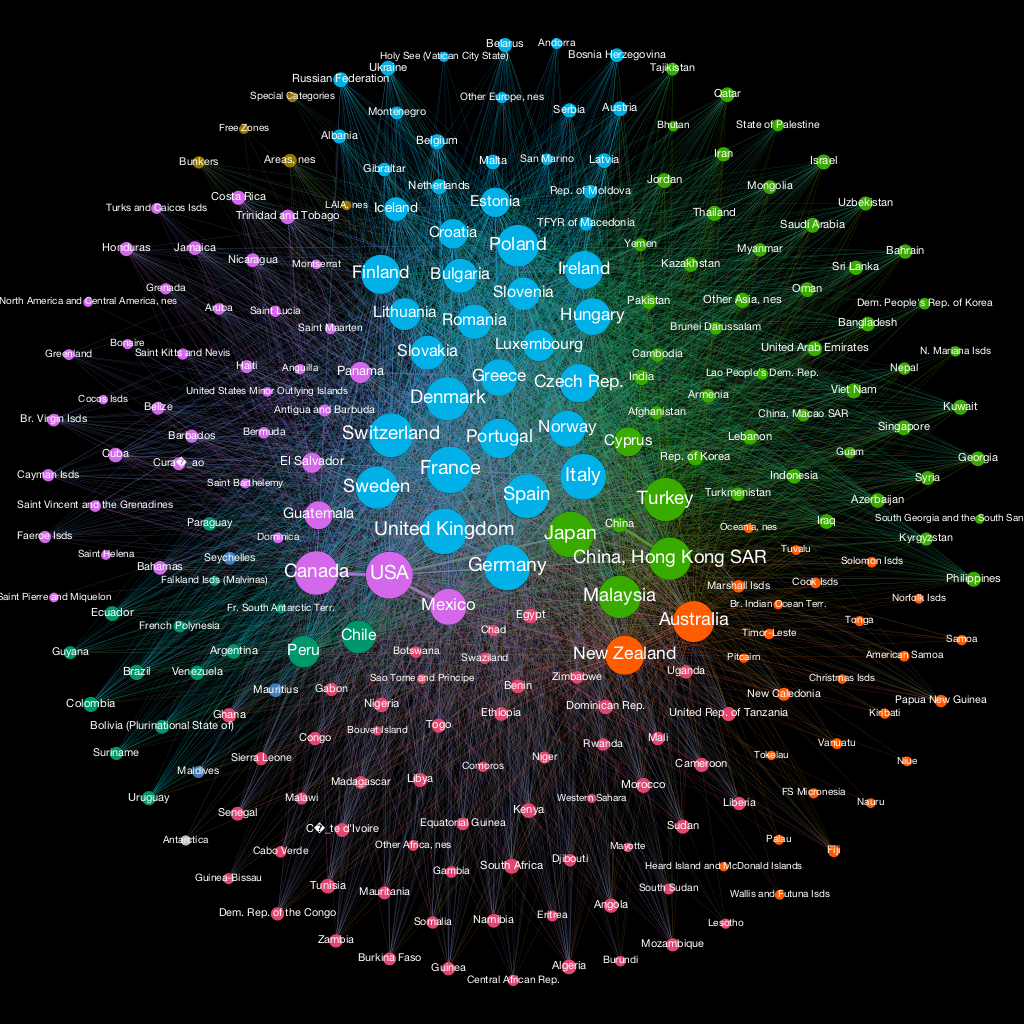 Belarus
Andorra
Holy See (Vatican City State)
Bosnia Herzegovina
Ukraine
Tajikistan
Russian Federation
Special Categories
Other Europe, nes
Qatar
Montenegro
Serbia
Austria
Free Zones
Albania
Belgium
Bhutan
State of Palestine
Bunkers
Areas, nes
Gibraltar
Malta
San Marino
Latvia
Iran
Israel
Netherlands
Jordan
Mongolia
Costa Rica
Rep. of Moldova
Turks and Caicos Isds
Trinidad and Tobago
LAIA, nes
Iceland
Estonia
Thailand
Uzbekistan
TFYR of Macedonia
Saudi Arabia
Honduras
Jamaica
Croatia
Poland
Yemen
Myanmar
Bahrain
Nicaragua
Montserrat
Finland
Bulgaria
Ireland
Kazakhstan
Sri Lanka
Grenada
Slovenia
Oman
North America and Central America, nes
Aruba
Saint Lucia
Lithuania
Romania
Hungary
Pakistan
Other Asia, nes
Dem. People's Rep. of Korea
Saint Maarten
Brunei Darussalam
Bangladesh
Bonaire
Greenland
Saint Kitts and Nevis
Slovakia
Luxembourg
Cambodia
United Arab Emirates
N. Mariana Isds
Haiti
Anguilla
Panama
Greece
Czech Rep.
India
Lao People's Dem. Rep.
Nepal
United States Minor Outlying Islands
Cocos Isds
Denmark
Armenia
Viet Nam
Belize
Antigua and Barbuda
Afghanistan
China, Macao SAR
Kuwait
Br. Virgin Isds
Barbados
Bermuda
Switzerland
Portugal
Norway
Cyprus
Lebanon
Singapore
Cuba
Cura�_ao
El Salvador
France
Italy
Rep. of Korea
Guam
Georgia
Cayman Isds
Saint Barthelemy
Sweden
Spain
Turkey
Turkmenistan
Indonesia
Syria
Saint Vincent and the Grenadines
Guatemala
Azerbaijan
Paraguay
United Kingdom
Japan
China
Oceania, nes
Iraq
South Georgia and the South San
Faeroe Isds
Dominica
Kyrgyzstan
Saint Helena
Seychelles
Germany
China, Hong Kong SAR
Tuvalu
Solomon Isds
Bahamas
Falkland Isds (Malvinas)
Canada
USA
Marshall Isds
Cook Isds
Philippines
Saint Pierre and Miquelon
Fr. South Antarctic Terr.
Mexico
Malaysia
Br. Indian Ocean Terr.
Norfolk Isds
Ecuador
French Polynesia
Egypt
Australia
Tonga
Chad
Timor-Leste
Samoa
Guyana
Argentina
Peru
Chile
Botswana
Swaziland
New Zealand
Pitcairn
American Samoa
Brazil
Venezuela
Sao Tome and Principe
Zimbabwe
Uganda
Christmas Isds
Mauritius
Gabon
Benin
New Caledonia
Papua New Guinea
Colombia
Ghana
Nigeria
Ethiopia
Dominican Rep.
United Rep. of Tanzania
Kiribati
Bolivia (Plurinational State of)
Congo
Bouvet Island
Togo
Rwanda
Mali
Vanuatu
Suriname
Sierra Leone
Comoros
Niger
Cameroon
Tokelau
Niue
Maldives
Madagascar
Libya
Morocco
Uruguay
Malawi
Western Sahara
FS Micronesia
Nauru
Senegal
Kenya
Liberia
Antarctica
C�_te d'Ivoire
Equatorial Guinea
Sudan
Palau
Cabo Verde
Other Africa, nes
Mayotte
Fiji
Guinea-Bissau
Gambia
South Africa
Djibouti
Heard Island and McDonald Islands
Tunisia
Mauritania
South Sudan
Wallis and Futuna Isds
Dem. Rep. of the Congo
Somalia
Namibia
Eritrea
Angola
Lesotho
Zambia
Mozambique
Burkina Faso
Guinea
Algeria
Burundi
Central African Rep.